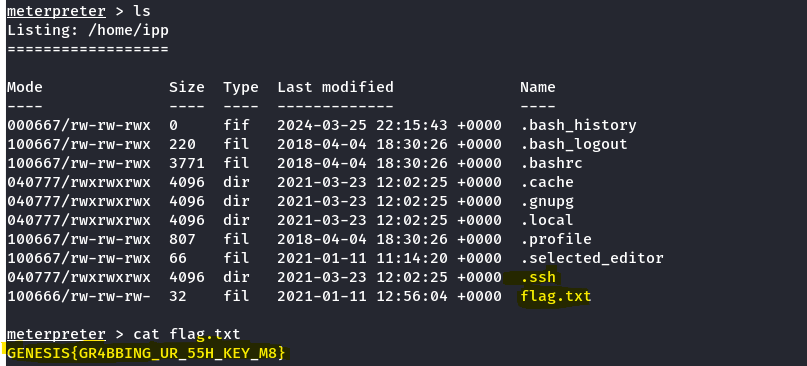 meterpreter > ls
Listing: /home/ipp
==================
Mode Size Type Last modified Name
---- ---- ---- ------------- ----
000667/rw-rw-rwx 0 fif 2024-03-25 22:15:43 +0000 .bash_history
100667/rw-rw-rwx 220 fil 2018-04-04 18:30:26 +0000 .bash_logout
100667/rw-rw-rwx 3771 fil 2018-04-04 18:30:26 +0000 .bashrc
040777/rwxrwxrwx 4096 dir 2021-03-23 12:02:25 +0000 .cache
040777/rwxrwxrwx 4096 dir 2021-03-23 12:02:25 +0000 .gnupg
040777/rwxrwxrwx 4096 dir 2021-03-23 12:02:25 +0000 .local
100667/rw-rw-rwx 807 fil 2018-04-04 18:30:26 +0000 .profile
100667/rw-rw-rwx 66 fil 2021-01-11 11:14:20 +0000 .selected_editor
040777/rwxrwxrwx 4096 dir 2021-03-23 12:02:25 +0000 .ssh
100666/rw-rw-rw- 32 fil 2021-01-11 12:56:04 +0000 flag.txt
meterpreter > cat flag.txt
GENESIS{GR4BBING_UR_55H_KEY_M8}